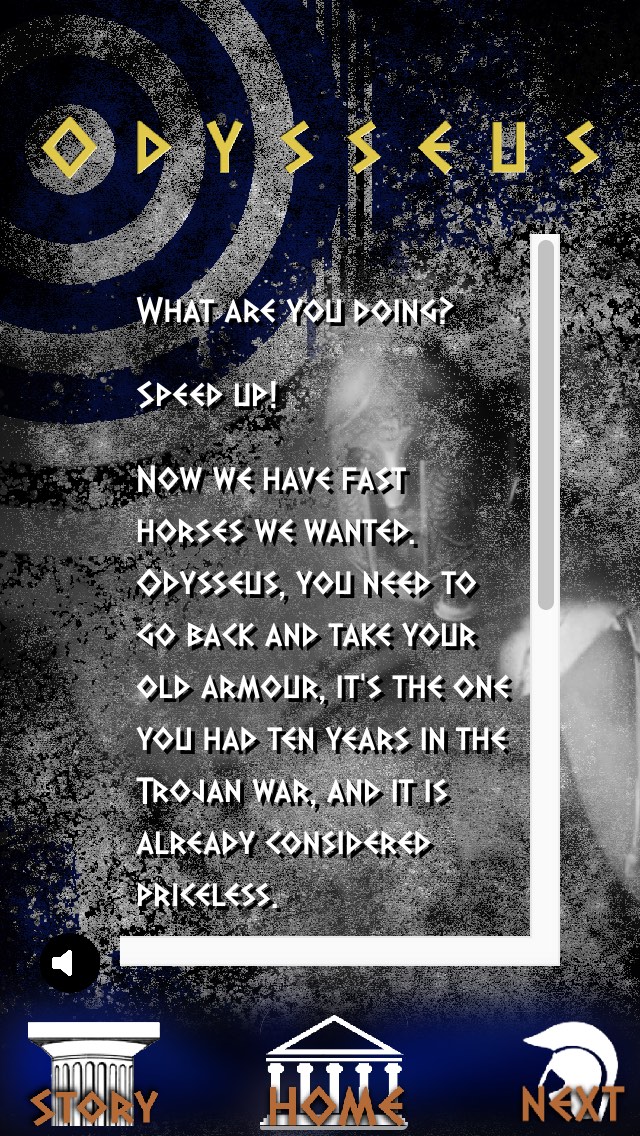 ODYSSEUS
WHAT ARE YOU DOING?
SPEED UP!
NOW WE HAVE FAST
HORSES WE WANTED.
ODYSSEUS, YOU NEED TO
GO BACK AND TAKE YOUR
OLD ARMOUR, IT'S THE ONE
YOU HAD TEN YEARS IN THE
TROJAN WAR, AND IT IS
ALREADY CONSIDERED
PRICELESS.
STORY HOME NEXT